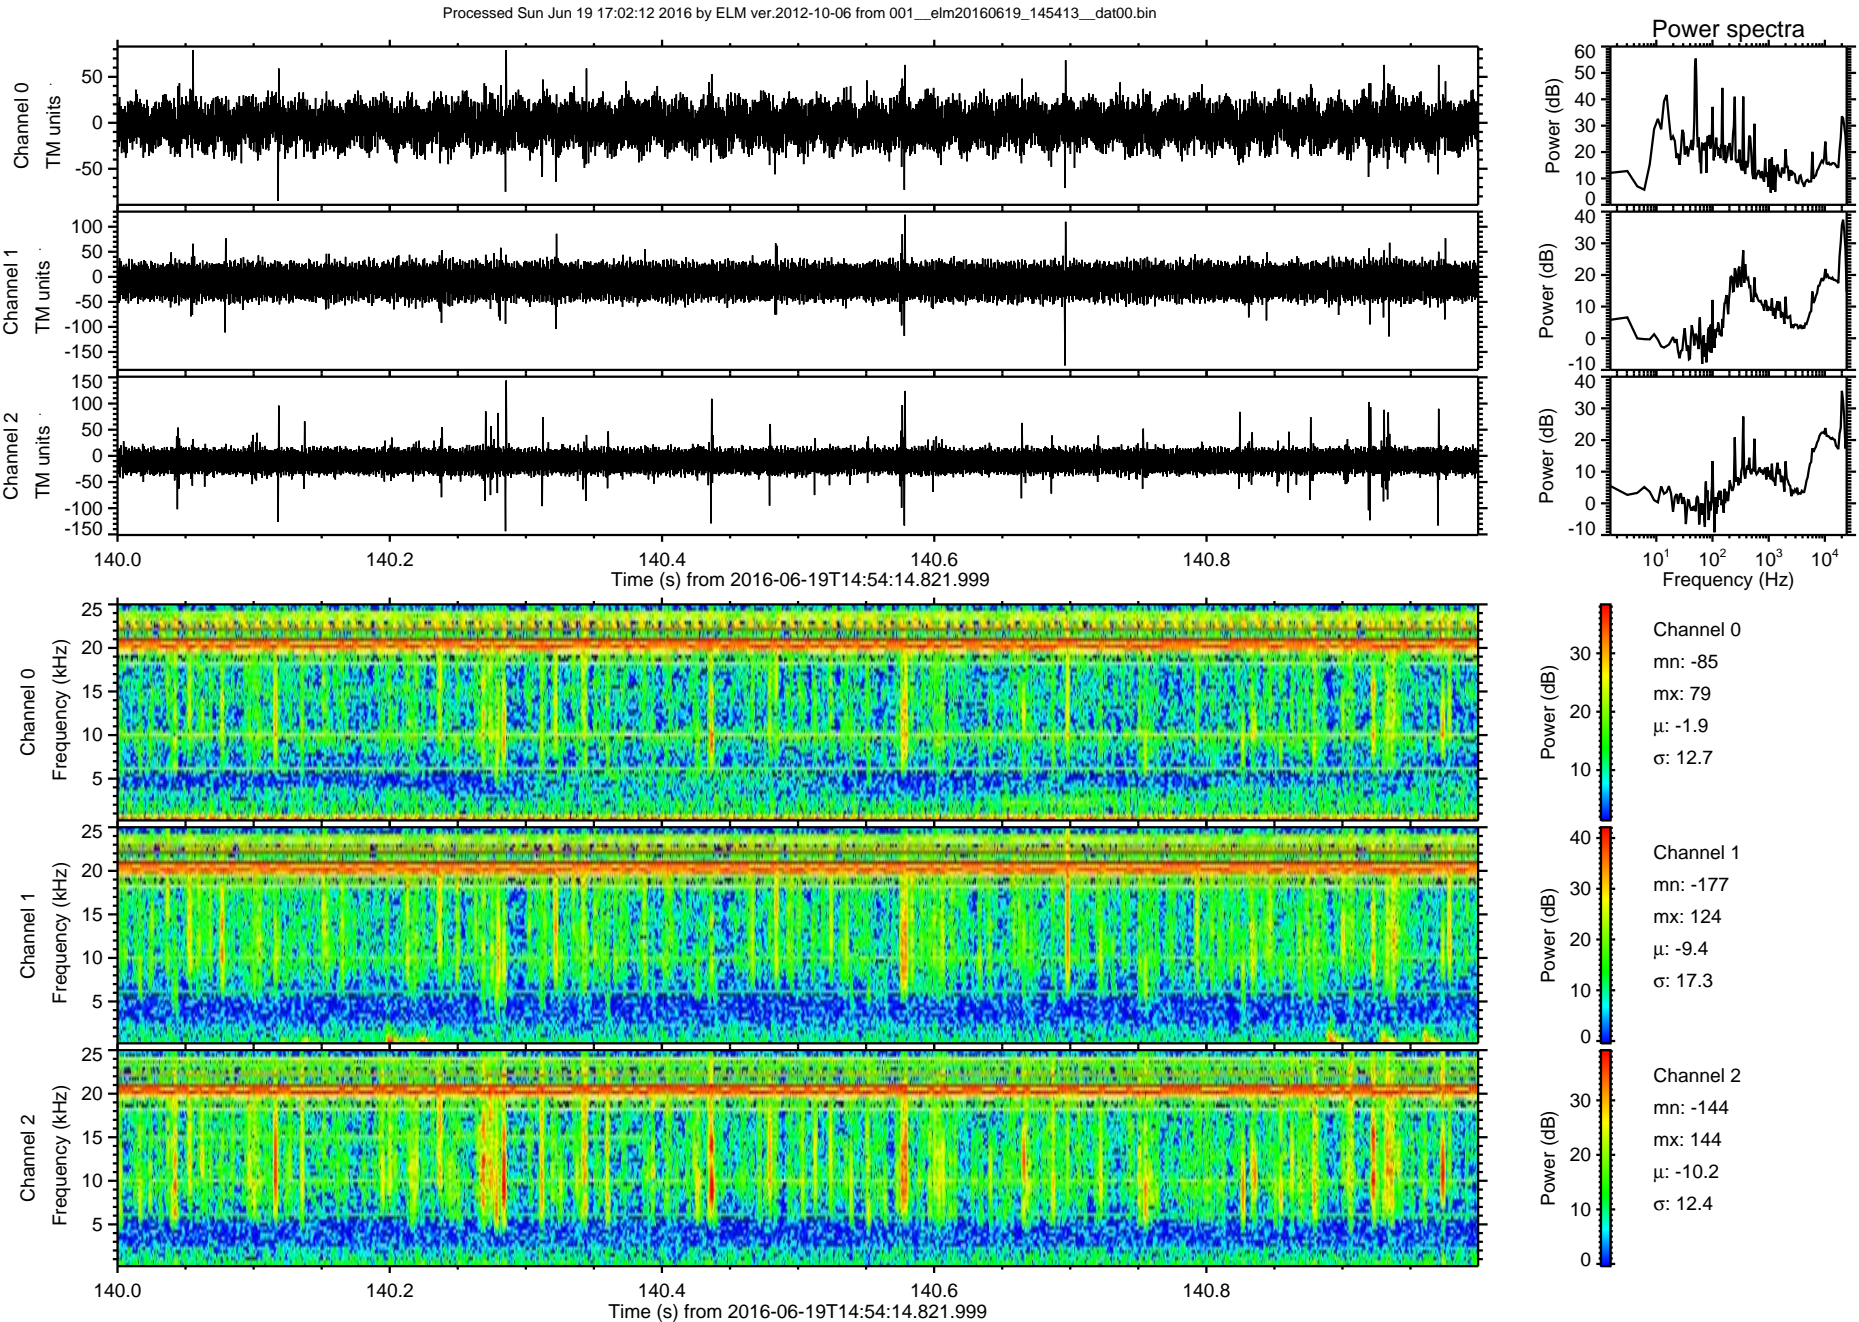 Processed Sun Jun 19 17:02:12 2016 by ELM ver.2012-10-06 from 001__elm20160619_145413__dat00.bin
Power spectra
Channel 0
TM units
50
0
-50
Power (dB)
60
50
40
30
20
10
0
Channel 1
TM units
100
50
0
-50
-100
-150
Power (dB)
40
30
20
10
0
-10
Channel 2
TM units
150
100
50
0
-50
-100
-150
Power (dB)
40
30
20
10
0
-10
140.0 140.2 140.4 140.6 140.8
Time (s) from 2016-06-19T14:54:14.821.999
10^1 10^2 10^3 10^4
Frequency (Hz)
Channel 0
Frequency (kHz)
25
20
15
10
5
Power (dB)
30
20
10
Channel 0
mn: -85
mx: 79
μ: -1.9
σ: 12.7
Channel 1
Frequency (kHz)
25
20
15
10
5
Power (dB)
40
30
20
10
0
Channel 1
mn: -177
mx: 124
μ: -9.4
σ: 17.3
Channel 2
Frequency (kHz)
25
20
15
10
5
Power (dB)
30
20
10
0
Channel 2
mn: -144
mx: 144
μ: -10.2
σ: 12.4
140.0 140.2 140.4 140.6 140.8
Time (s) from 2016-06-19T14:54:14.821.999